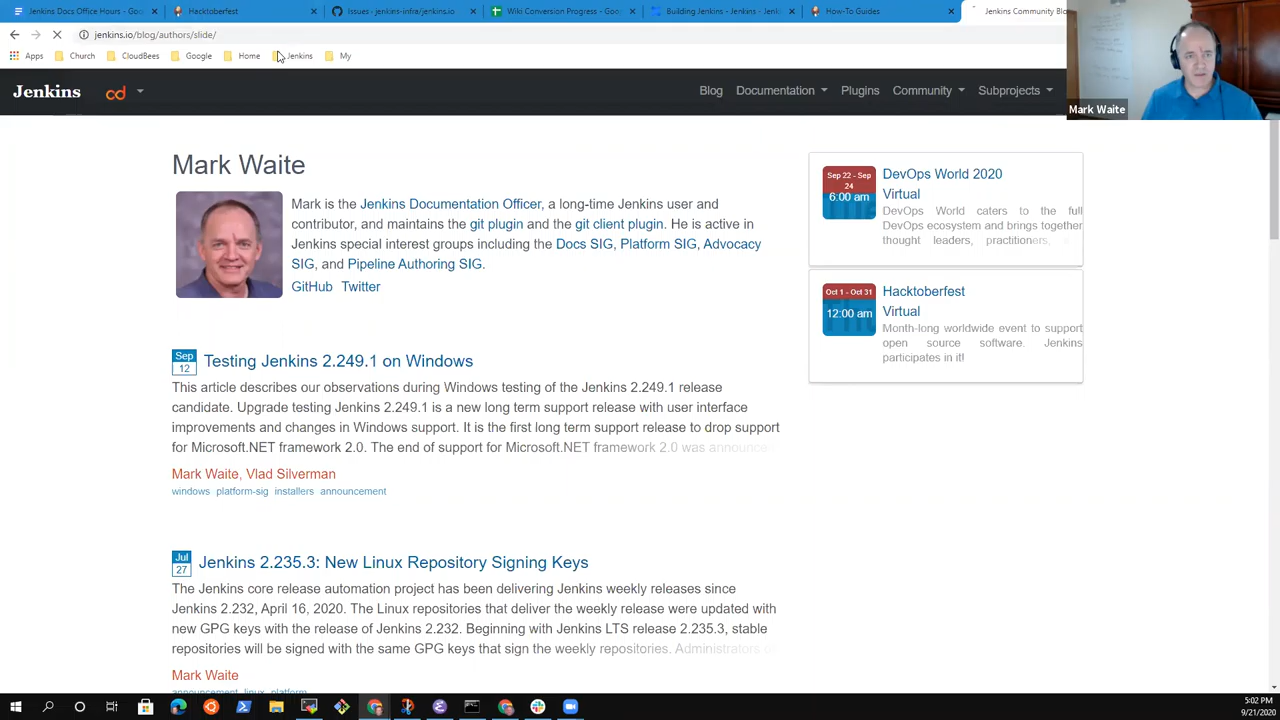 Jenkins Docs Office Hours - Goo
Hacktoberfest
Issues · jenkins-infra/jenkins.io
Wiki Conversion Progress - Goog
Building Jenkins - Jenkins - Jen
How-To Guides
Jenkins Community Blo
jenkins.io/blog/authors/slide/
Apps Church CloudBees Google Home Jenkins My
Jenkins cd Blog Documentation Plugins Community Subprojects
Mark Waite
Mark Waite
Mark is the Jenkins Documentation Officer, a long-time Jenkins user and
contributor, and maintains the git plugin and the git client plugin. He is active in
Jenkins special interest groups including the Docs SIG, Platform SIG, Advocacy
SIG, and Pipeline Authoring SIG.
GitHub Twitter
Sep 22 - Sep
24
6:00 am
DevOps World 2020
Virtual
DevOps World caters to the full
DevOps ecosystem and brings together
thought leaders, practitioners,
Oct 1 - Oct 31
12:00 am
Hacktoberfest
Virtual
Month-long worldwide event to support
open source software. Jenkins
participates in it!
Sep
12
Testing Jenkins 2.249.1 on Windows
This article describes our observations during Windows testing of the Jenkins 2.249.1 release
candidate. Upgrade testing Jenkins 2.249.1 is a new long term support release with user interface
improvements and changes in Windows support. It is the first long term support release to drop support
for Microsoft.NET framework 2.0. The end of support for Microsoft.NET framework 2.0 was announce
Mark Waite, Vlad Silverman
windows platform-sig installers announcement
Jul
27
Jenkins 2.235.3: New Linux Repository Signing Keys
The Jenkins core release automation project has been delivering Jenkins weekly releases since
Jenkins 2.232, April 16, 2020. The Linux repositories that deliver the weekly release were updated with
new GPG keys with the release of Jenkins 2.232. Beginning with Jenkins LTS release 2.235.3, stable
repositories will be signed with the same GPG keys that sign the weekly repositories. Administrators
Mark Waite
announcement linux platform
5:02 PM
9/21/2020